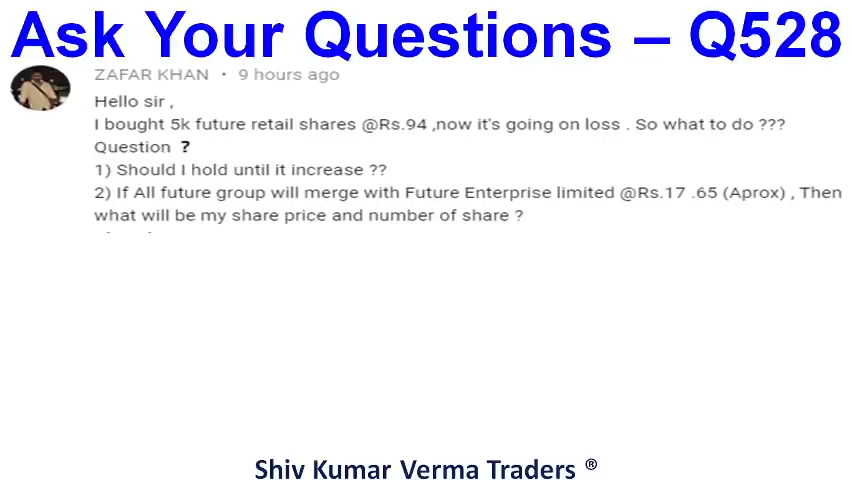 Ask Your Questions – Q528
ZAFAR KHAN • 9 hours ago
Hello sir ,
I bought 5k future retail shares @Rs.94 ,now it's going on loss . So what to do ???
Question ?
1) Should I hold until it increase ??
2) If All future group will merge with Future Enterprise limited @Rs.17 .65 (Aprox) , Then
what will be my share price and number of share ?
Shiv Kumar Verma Traders ®